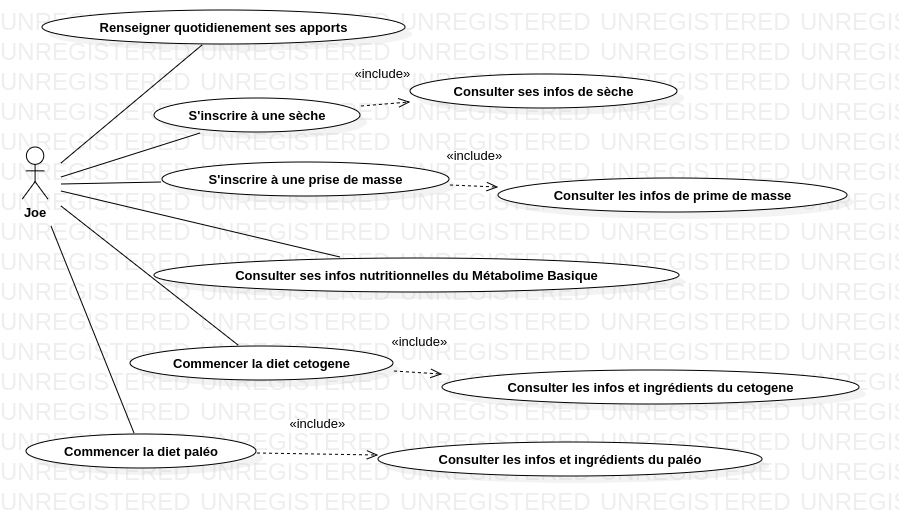 Renseigner quotidienement ses apports
«include»
Consulter ses infos de sèche
S'inscrire à une sèche
«include»
S'inscrire à une prise de masse
Consulter les infos de prime de masse
Joe
Consulter ses infos nutritionnelles du Métabolime Basique
«include»
Commencer la diet cetogene
Consulter les infos et ingrédients du cetogene
«include»
Commencer la diet paléo
Consulter les infos et ingrédients du paléo
UNREGISTERED